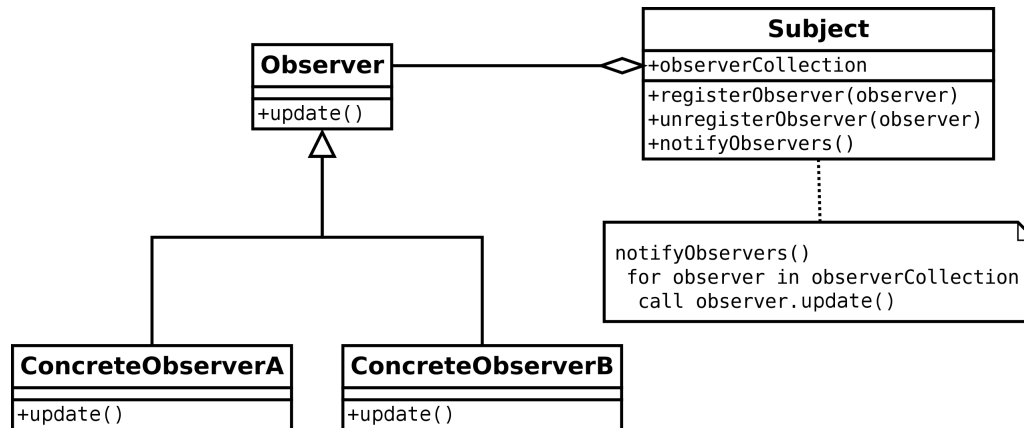 Subject
+observerCollection
+registerObserver(observer)
+unregisterObserver(observer)
+notifyObservers()
Observer
+update()
notifyObservers()
for observer in observerCollection
call observer.update()
ConcreteObserverA
+update()
ConcreteObserverB
+update()